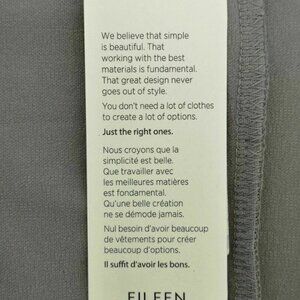 We believe that simple
is beautiful. That
working with the best
materials is fundamental.
That great design never
goes out of style.
You don't need a lot of clothes
to create a lot of options.
Just the right ones.
Nous croyons que la
simplicité est belle.
Que travailler avec
les meilleures matières
est fondamental.
Qu'une belle création
ne se démode jamais.
Nul besoin d'avoir beaucoup
de vêtements pour créer
beaucoup d'options.
Il suffit d'avoir les bons.
EILEEN